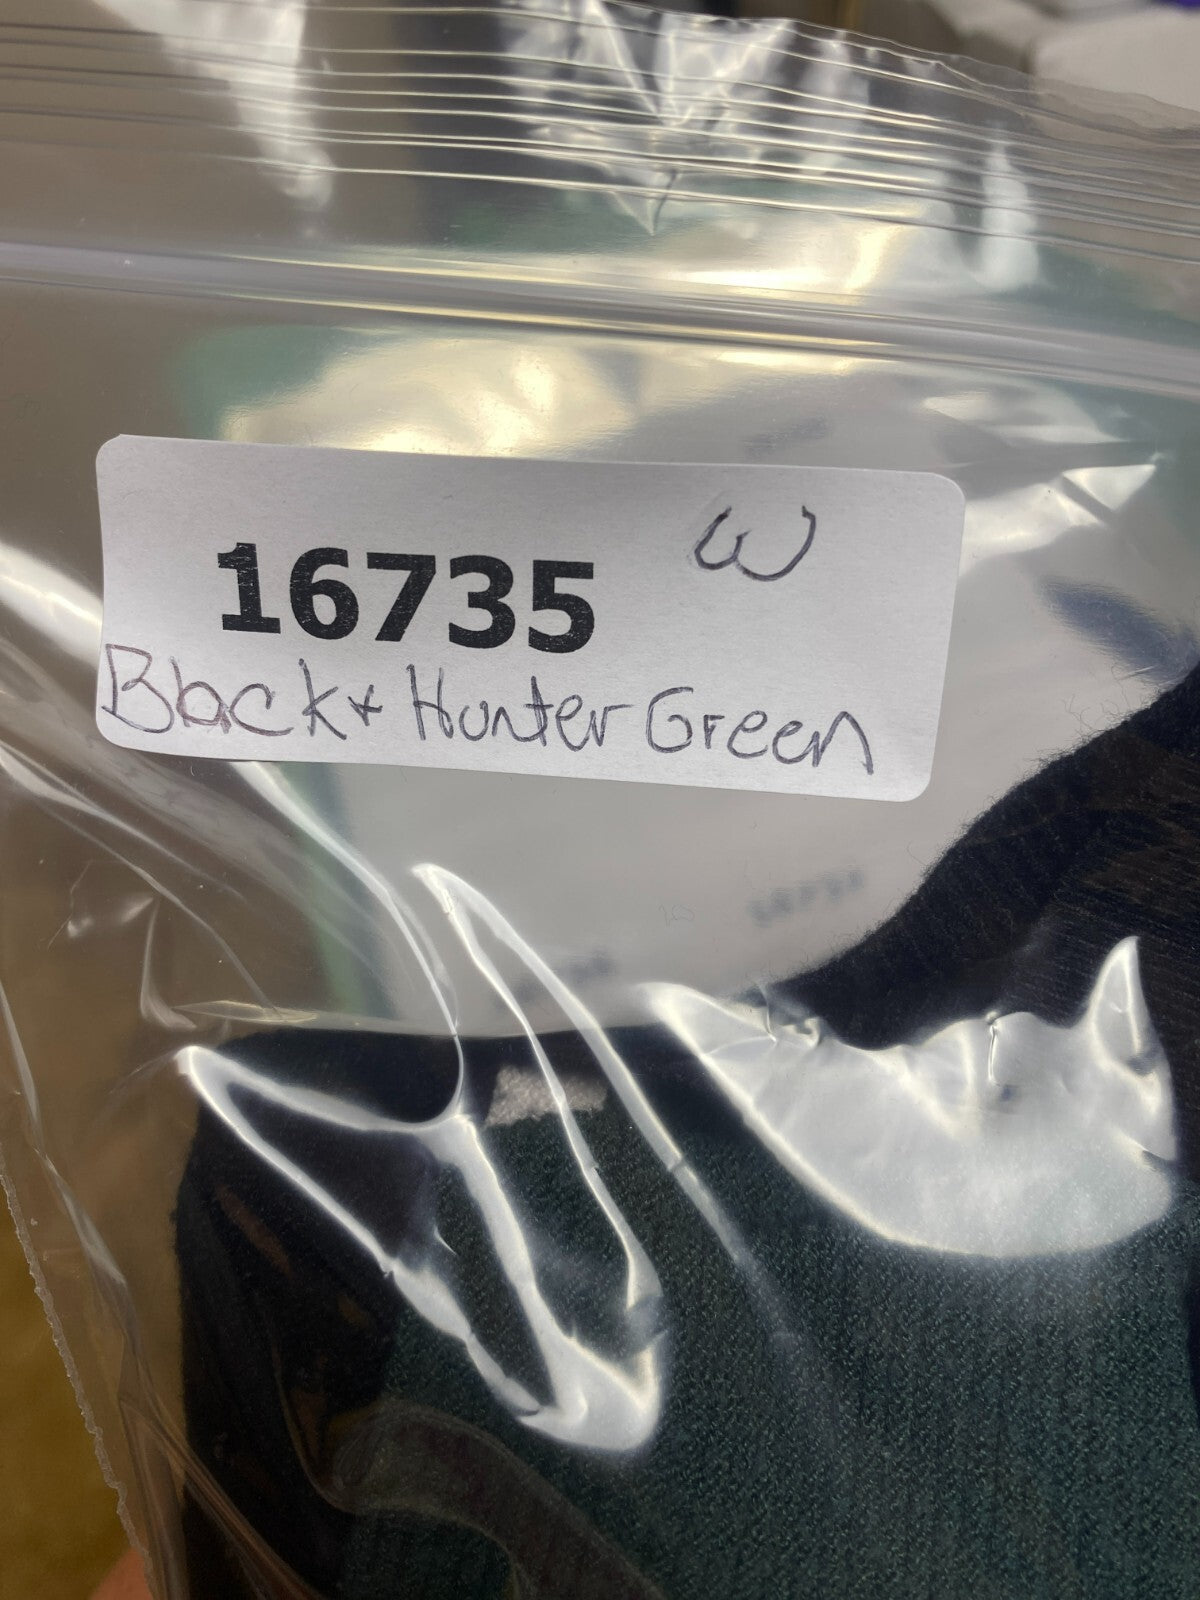 16735 W
Black + Hunter Green